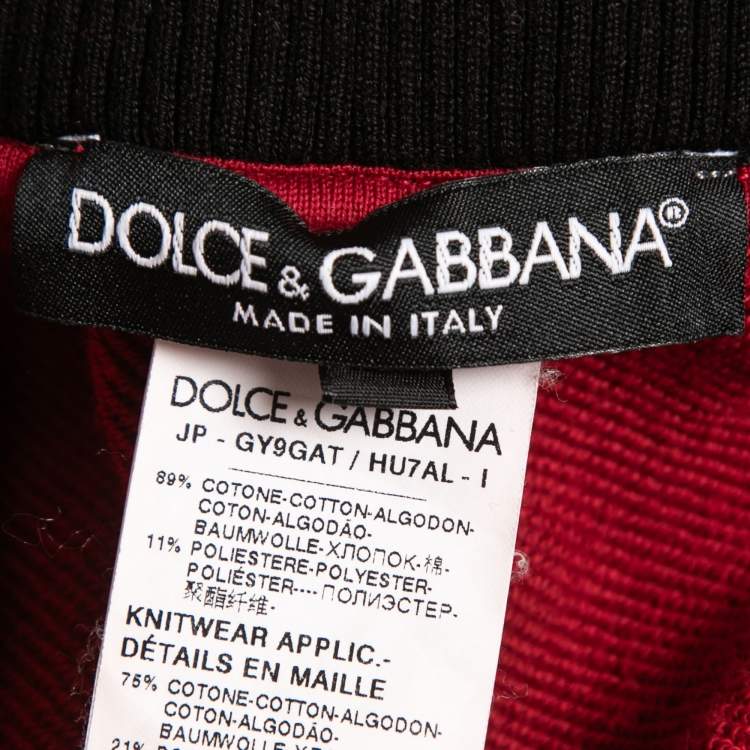 DOLCE & GABBANA®
MADE IN ITALY
DOLCE & GABBANA
JP - GY9GAT / HU7AL - I
89% COTONE-COTTON-ALGODON-
COTON-ALGODÃO-
BAUMWOLLE-ХЛОПОК-棉-
11% POLIESTERE-POLYESTER-
POLIÉSTER----ПОЛИЭСТЕР-
聚酯纤维-
KNITWEAR APPLIC.-
DÉTAILS EN MAILLE
75% COTONE-COTTON-ALGODON-
COTON-ALGODÃO-
21%